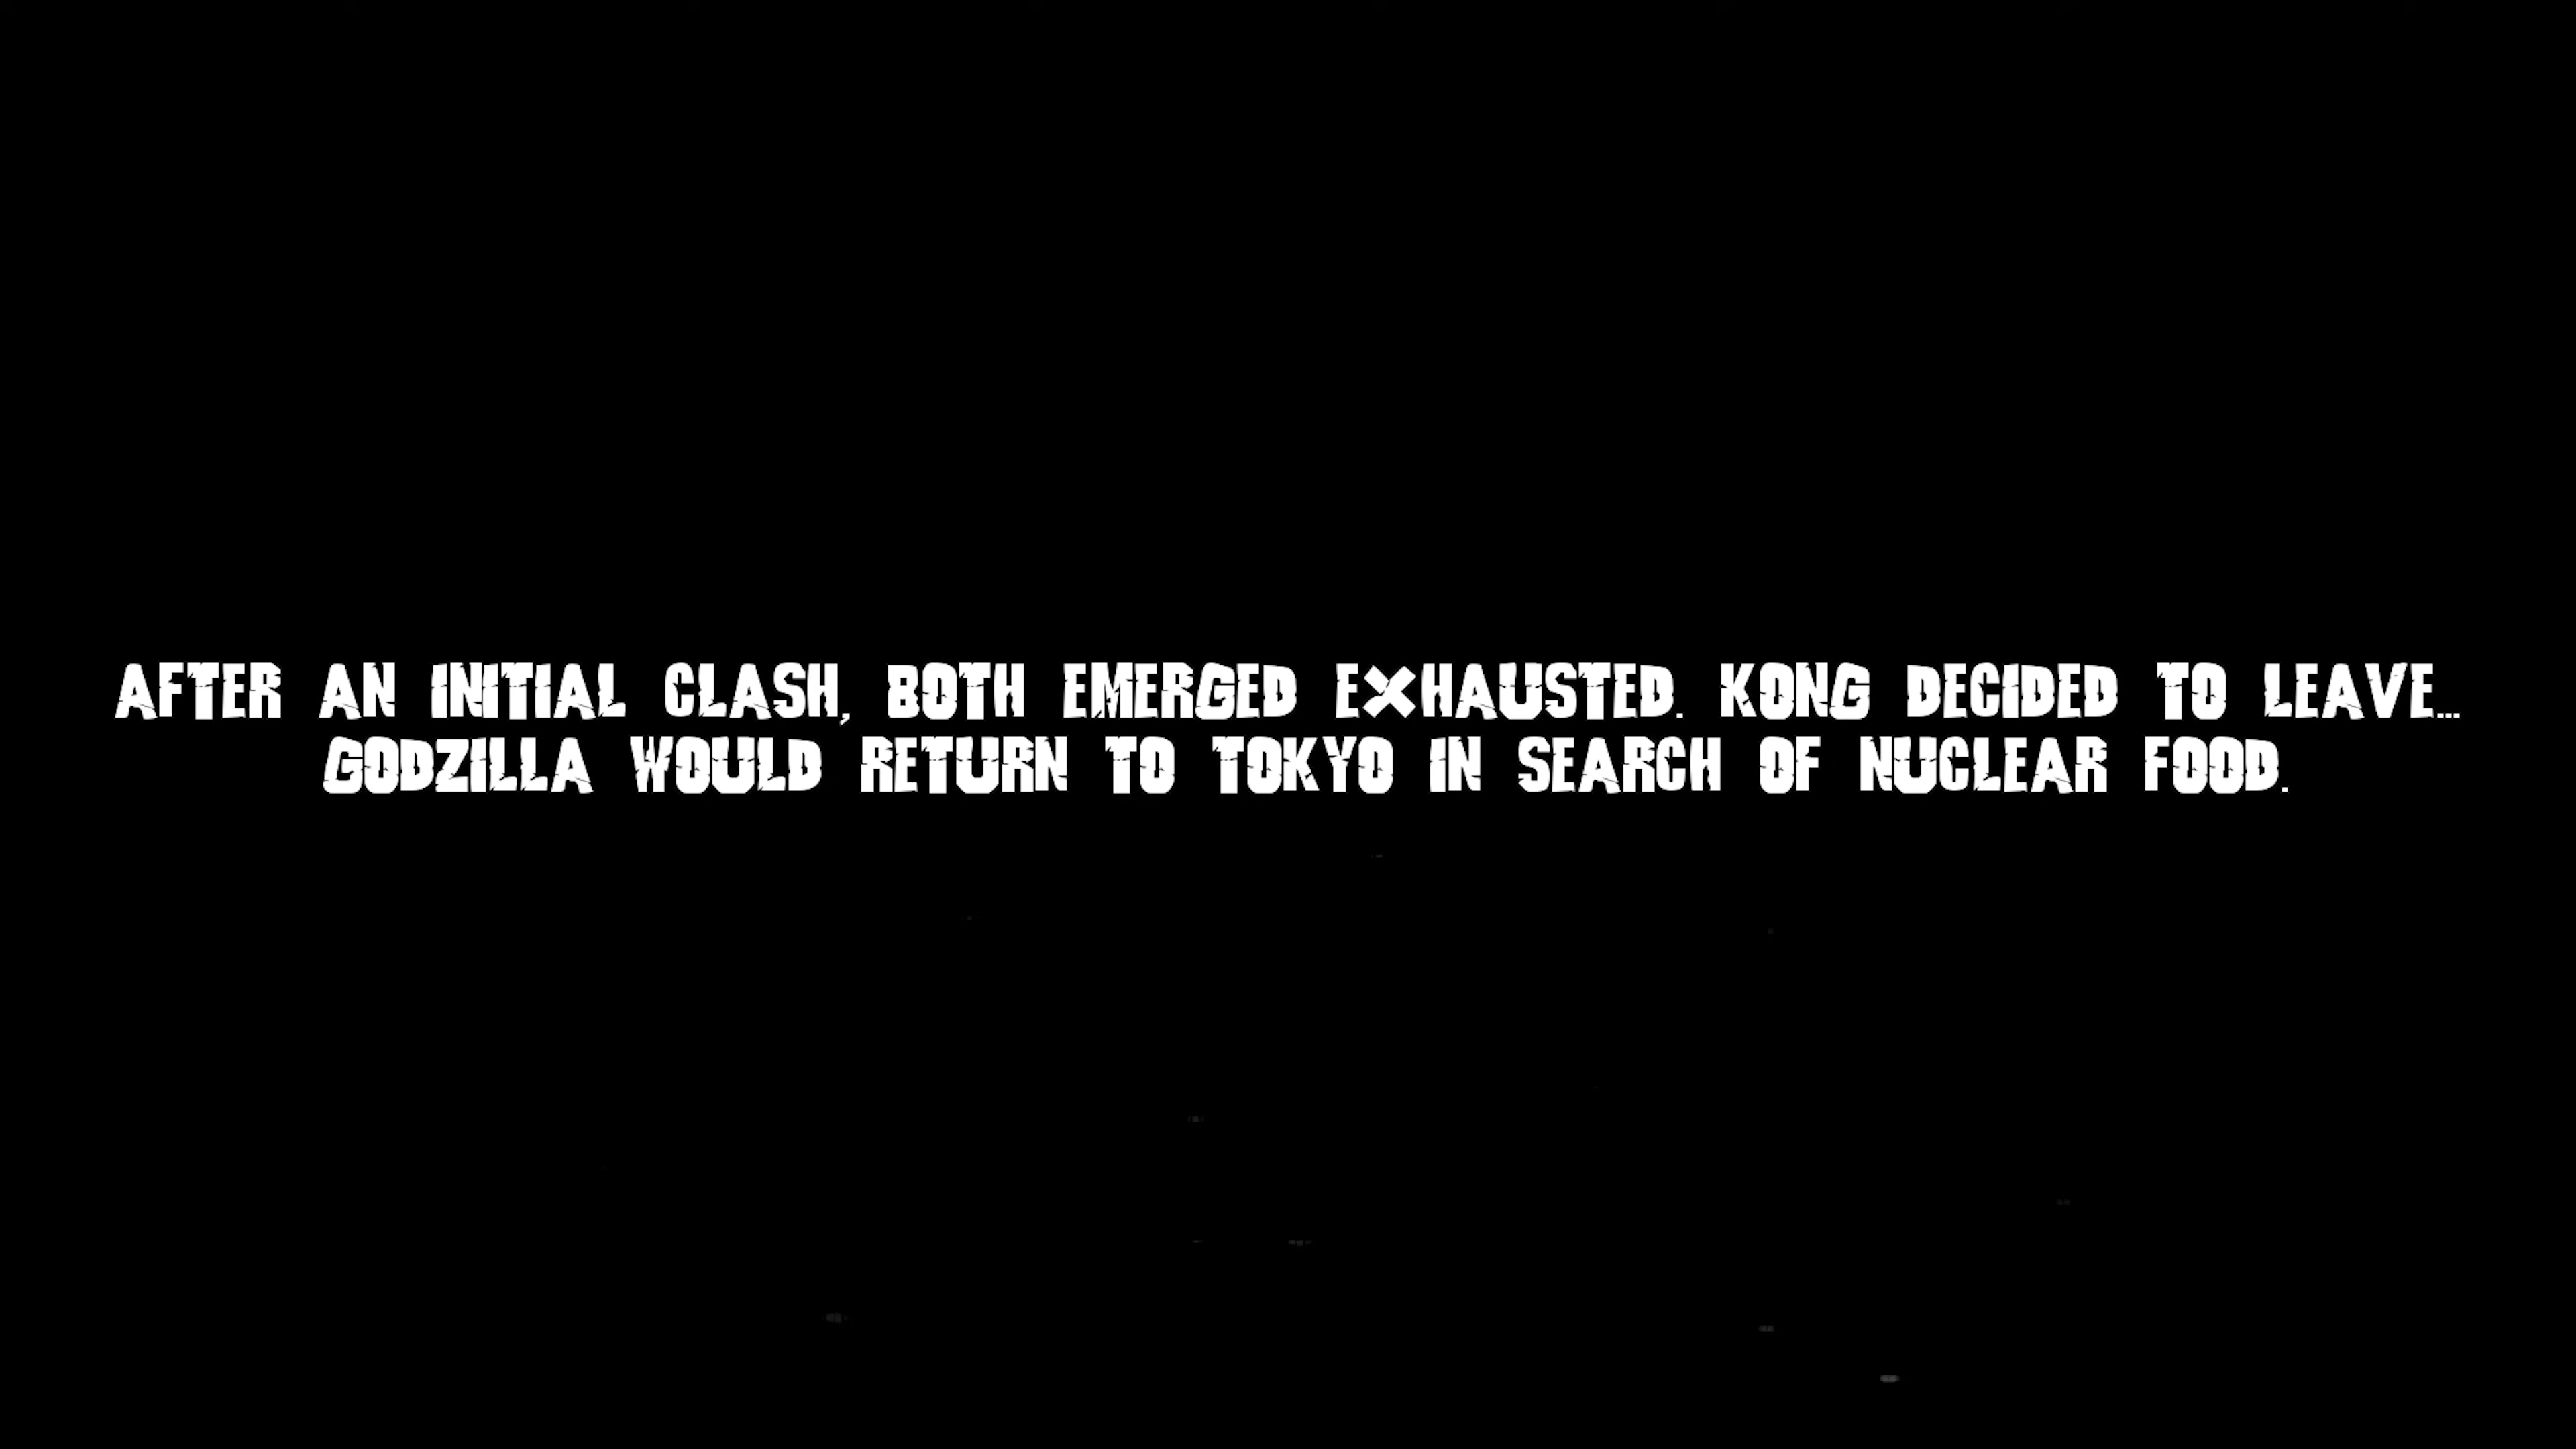 AFTER AN INITIAL CLASH, BOTH EMERGED EXHAUSTED. KONG DECIDED TO LEAVE...
GODZILLA WOULD RETURN TO TOKYO IN SEARCH OF NUCLEAR FOOD.